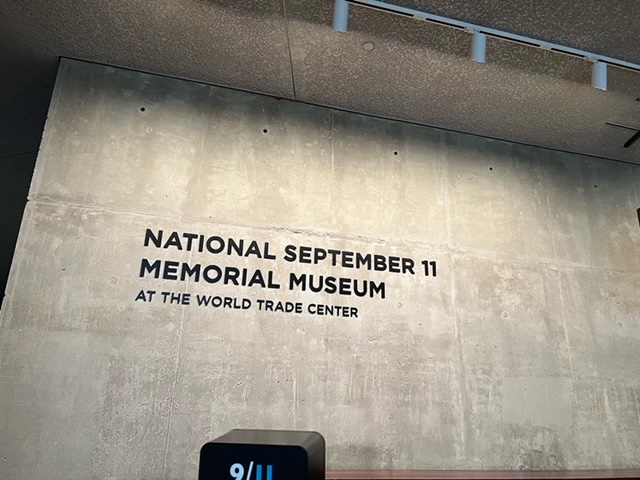 NATIONAL SEPTEMBER 11
MEMORIAL MUSEUM
AT THE WORLD TRADE CENTER
9/11